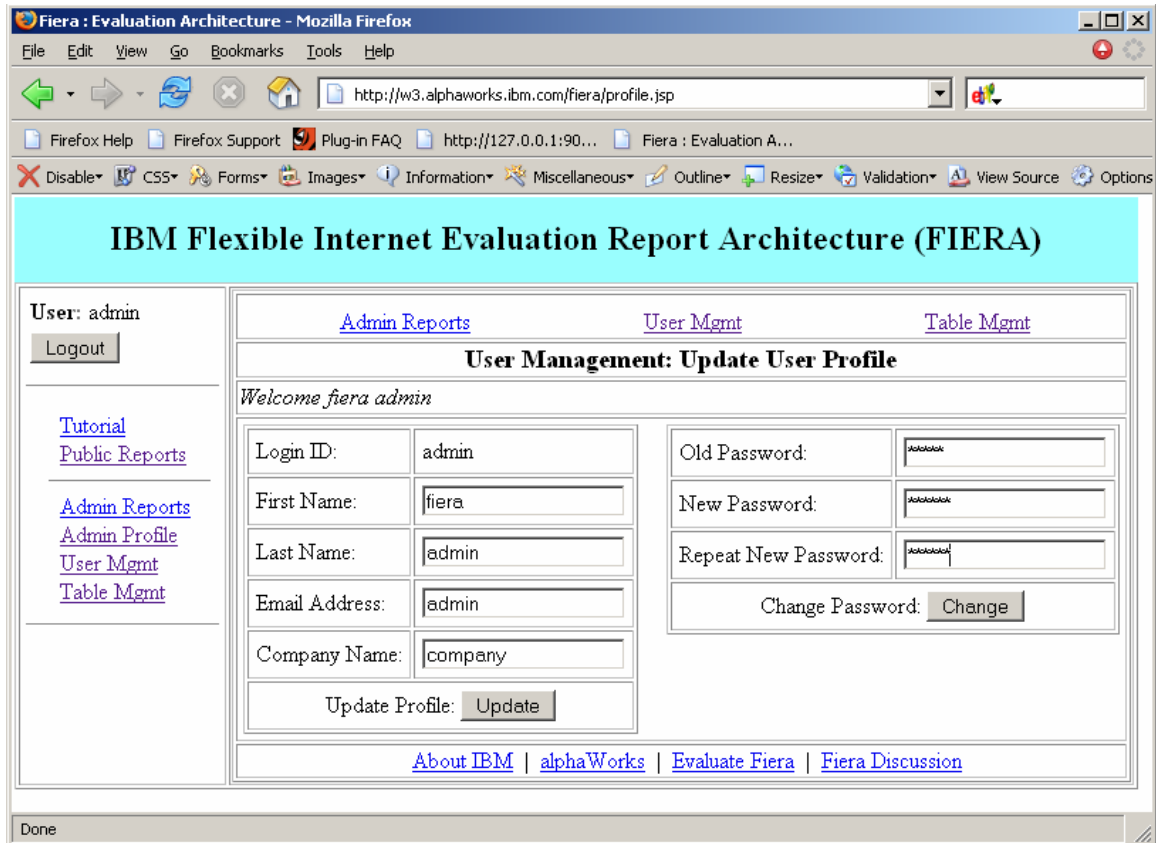 Fiera : Evaluation Architecture - Mozilla Firefox
File Edit View Go Bookmarks Tools Help
http://w3.alphaworks.ibm.com/fiera/profile.jsp
Firefox Help Firefox Support Plug-in FAQ http://127.0.0.1:90... Fiera : Evaluation A...
Disable CSS Forms Images Information Miscellaneous Outline Resize Validation View Source Options
IBM Flexible Internet Evaluation Report Architecture (FIERA)
User: admin
Logout
Tutorial
Public Reports
Admin Reports
Admin Profile
User Mgmt
Table Mgmt
Admin Reports User Mgmt Table Mgmt
User Management: Update User Profile
Welcome fiera admin
Login ID: admin
First Name: fiera
Last Name: admin
Email Address: admin
Company Name: company
Update Profile: Update
Old Password: ******
New Password: *******
Repeat New Password: *******
Change Password: Change
About IBM | alphaWorks | Evaluate Fiera | Fiera Discussion
Done